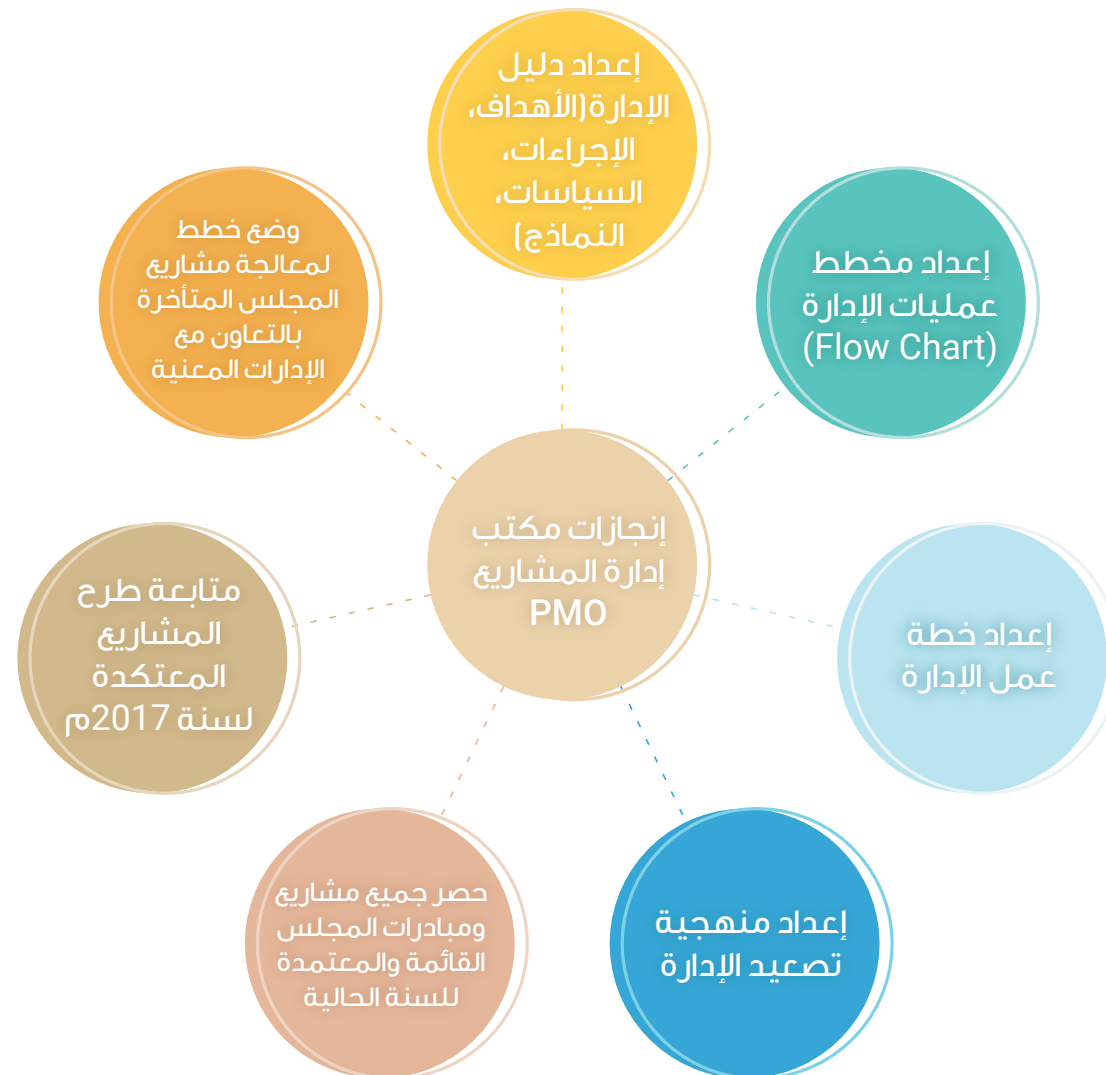 إنجازات مكتب
إدارة المشاريع
PMO
إعداد دليل
الإدارة (الأهداف،
الإجراءات،
السياسات،
النماذج)
إعداد مخطط
عمليات الإدارة
(Flow Chart)
إعداد خطة
عمل الإدارة
إعداد منهجية
تصعيد الإدارة
حصر جميع مشاريع
ومبادرات المجلس
القائمة والمعتمدة
للسنة الحالية
متابعة طرح
المشاريع
المعتكدة
لسنة 2017م
وضع خطط
لمعالجة مشاريع
المجلس المتأخرة
بالتعاون مع
الإدارات المعنية